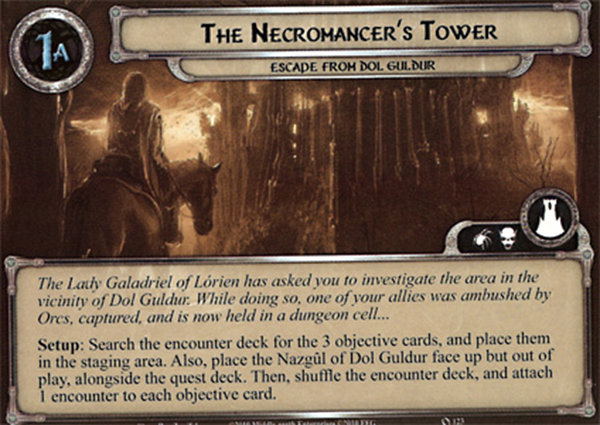 1A
The Necromancer's Tower
Escape From Dol Guldur
The Lady Galadriel of Lórien has asked you to investigate the area in the
vicinity of Dol Guldur. While doing so, one of your allies was ambushed by
Orcs, captured, and is now held in a dungeon cell...
Setup: Search the encounter deck for the 3 objective cards, and place them
in the staging area. Also, place the Nazgûl of Dol Guldur face up but out of
play, alongside the quest deck. Then, shuffle the encounter deck, and attach
1 encounter to each objective card.
Enterprises ©2010 FFG
123